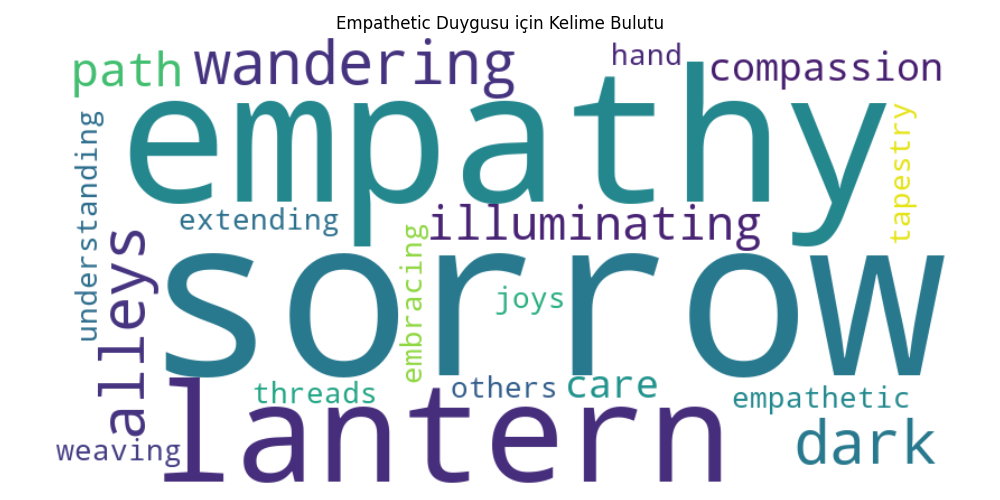 Empathetic Duygusu için Kelime Bulutu
path
wandering
hand
compassion
empathy
understanding
tapestry
extending
illuminating
alleys
embracing
sorrow
joys
threads
others
care
empathetic
lantern
dark
weaving